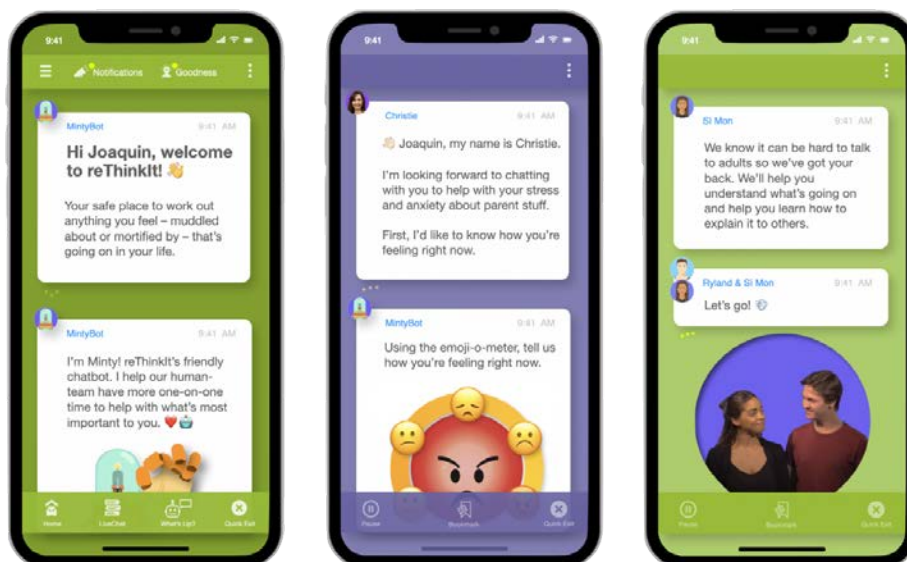 9:41
Notifications
Goodness
MintyBot 9:41 AM
Hi Joaquin, welcome
to reThinkIt! 👋🏻
Your safe place to work out
anything you feel – muddled
about or mortified by – that's
going on in your life.
MintyBot 9:41 AM
I'm Minty! reThinkIt's friendly
chatbot. I help our human-
team have more one-on-one
time to help with what's most
important to you. ❤️🤖
Home LiveChat What's Up? Quick Exit
9:41
Christie 9:41 AM
👋🏻 Joaquin, my name is Christie.
I'm looking forward to chatting
with you to help with your stress
and anxiety about parent stuff.
First, I'd like to know how you're
feeling right now.
MintyBot 9:41 AM
Using the emoji-o-meter, tell us
how you're feeling right now.
Pause Bookmark Quick Exit
9:41
Si Mon 9:41 AM
We know it can be hard to talk
to adults so we've got your
back. We'll help you
understand what's going on
and help you learn how to
explain it to others.
Ryland & Si Mon 9:41 AM
Let's go!
Pause Bookmark Quick Exit